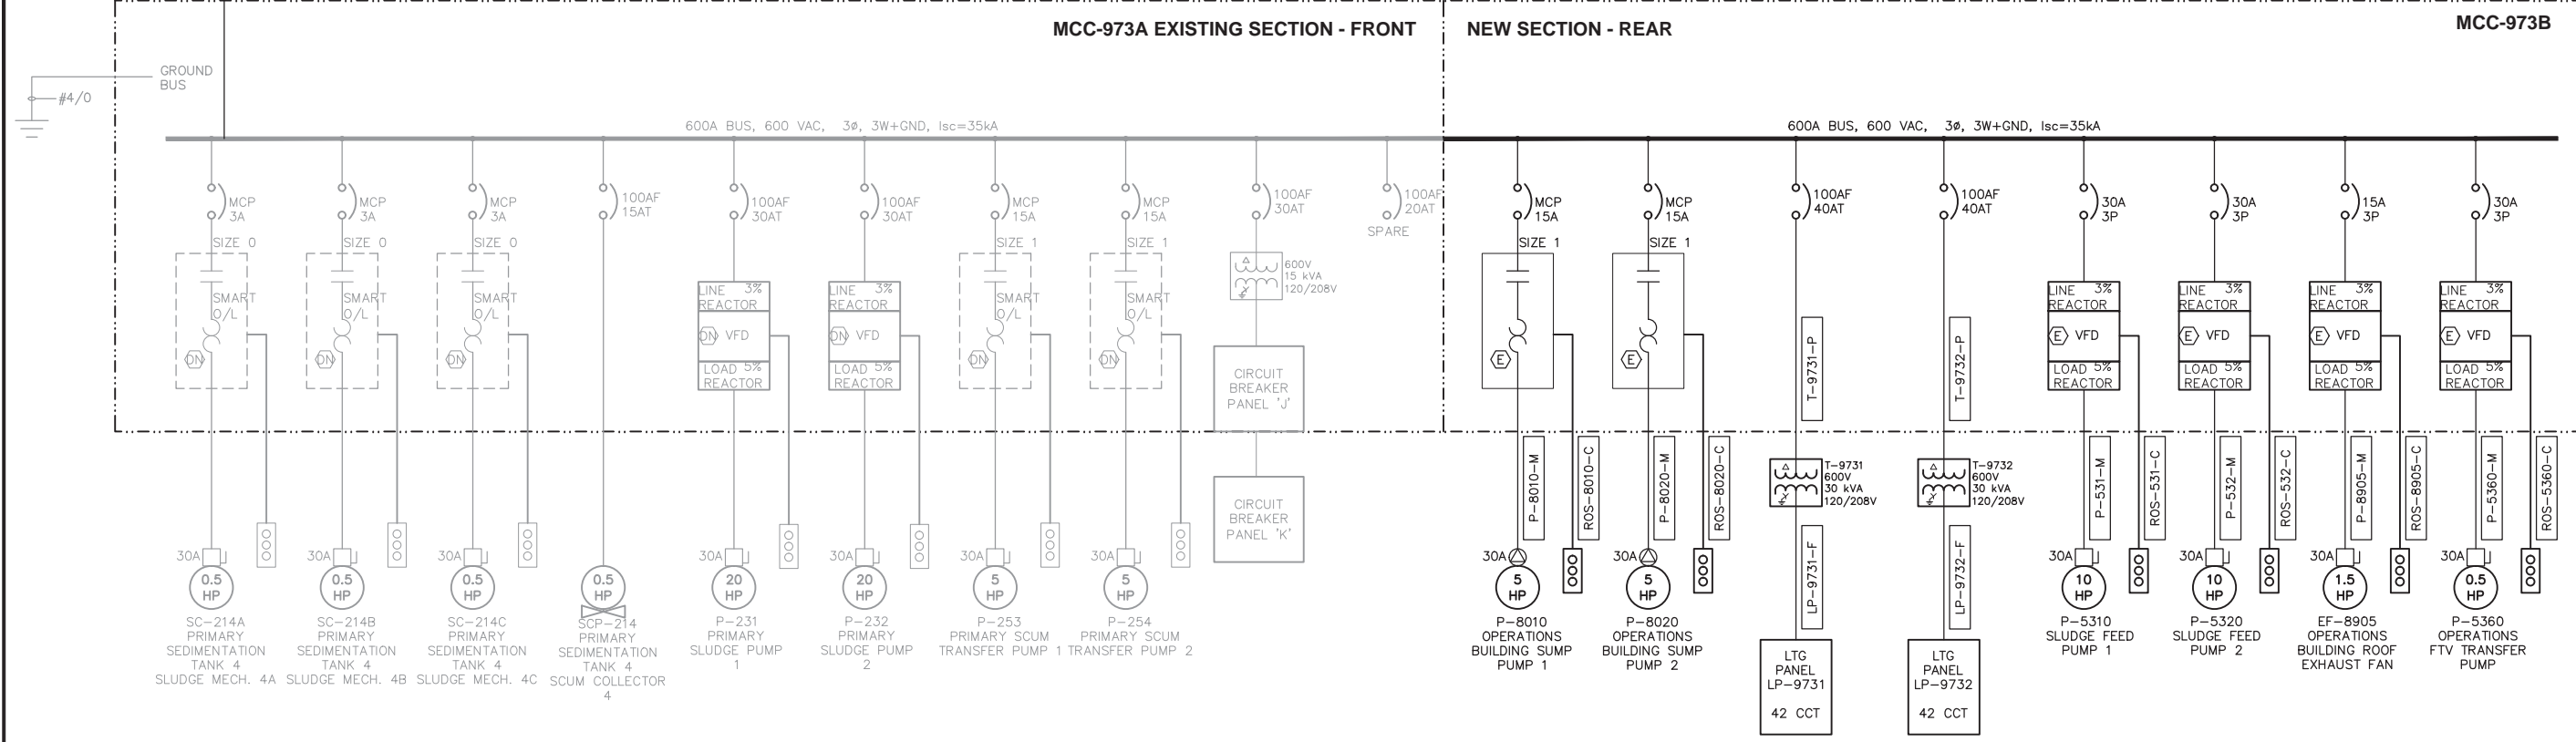 MCC-973A EXISTING SECTION - FRONT
NEW SECTION - REAR
MCC-973B
GROUND
BUS
#4/0
600A BUS, 600 VAC, 3ø, 3W+GND, Isc=35kA
600A BUS, 600 VAC, 3ø, 3W+GND, Isc=35kA
MCP
3A
SIZE 0
SMART
O/L
DN
30A
0.5
HP
SC-214A
PRIMARY
SEDIMENTATION
TANK 4
SLUDGE MECH. 4A
MCP
3A
SIZE 0
SMART
O/L
DN
30A
0.5
HP
SC-214B
PRIMARY
SEDIMENTATION
TANK 4
SLUDGE MECH. 4B
MCP
3A
SIZE 0
SMART
O/L
DN
30A
0.5
HP
SC-214C
PRIMARY
SEDIMENTATION
TANK 4
SLUDGE MECH. 4C
100AF
15AT
0.5
HP
SCP-214
PRIMARY
SEDIMENTATION
TANK 4
SCUM COLLECTOR
4
100AF
30AT
LINE 3%
REACTOR
DN VFD
LOAD 5%
REACTOR
30A
20
HP
P-231
PRIMARY
SLUDGE PUMP
1
100AF
30AT
LINE 3%
REACTOR
DN VFD
LOAD 5%
REACTOR
30A
20
HP
P-232
PRIMARY
SLUDGE PUMP
2
MCP
15A
SIZE 1
SMART
O/L
DN
30A
5
HP
P-253
PRIMARY SCUM
TRANSFER PUMP 1
MCP
15A
SIZE 1
SMART
O/L
DN
30A
5
HP
P-254
PRIMARY SCUM
TRANSFER PUMP 2
100AF
30AT
600V
15 kVA
120/208V
CIRCUIT
BREAKER
PANEL 'J'
CIRCUIT
BREAKER
PANEL 'K'
100AF
20AT
SPARE
MCP
15A
SIZE 1
E
P-8010-M
ROS-8010-C
30A
5
HP
P-8010
OPERATIONS
BUILDING SUMP
PUMP 1
MCP
15A
SIZE 1
E
P-8020-M
ROS-8020-C
30A
5
HP
P-8020
OPERATIONS
BUILDING SUMP
PUMP 2
100AF
40AT
T-9731-P
T-9731
600V
30 kVA
120/208V
LP-9731-F
LTG
PANEL
LP-9731
42 CCT
100AF
40AT
T-9732-P
T-9732
600V
30 kVA
120/208V
LP-9732-F
LTG
PANEL
LP-9732
42 CCT
30A
3P
LINE 3%
REACTOR
E VFD
LOAD 5%
REACTOR
P-531-M
ROS-531-C
30A
10
HP
P-5310
SLUDGE FEED
PUMP 1
30A
3P
LINE 3%
REACTOR
E VFD
LOAD 5%
REACTOR
P-532-M
ROS-532-C
30A
10
HP
P-5320
SLUDGE FEED
PUMP 2
15A
3P
LINE 3%
REACTOR
E VFD
LOAD 5%
REACTOR
P-8905-M
ROS-8905-C
30A
1.5
HP
EF-8905
OPERATIONS
BUILDING ROOF
EXHAUST FAN
30A
3P
LINE 3%
REACTOR
E VFD
LOAD 5%
REACTOR
P-5360-M
ROS-5360-C
30A
0.5
HP
P-5360
OPERATIONS
FTV TRANSFER
PUMP